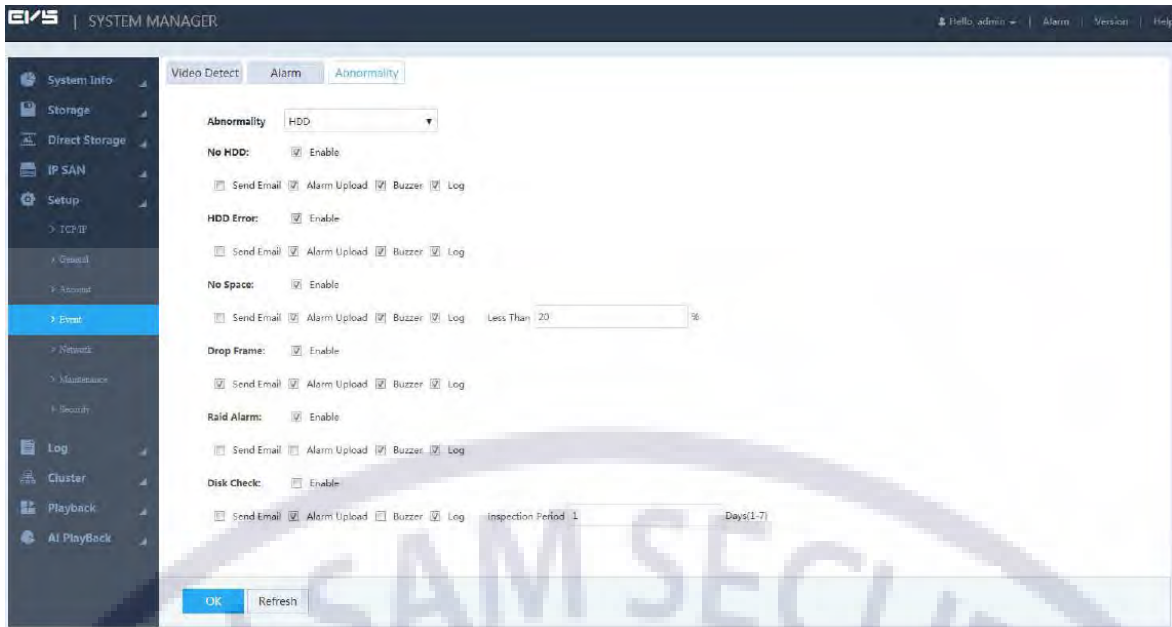 EVS | SYSTEM MANAGER
Hello, admin | Alarm | Version | Help
System Info
Storage
Direct Storage
IP SAN
Setup
> TCP/IP
> General
> Account
> Event
> Network
> Maintenance
> Security
Log
Cluster
Playback
AI PlayBack
Video Detect Alarm Abnormality
Abnormality HDD
No HDD: Enable
Send Email Alarm Upload Buzzer Log
HDD Error: Enable
Send Email Alarm Upload Buzzer Log
No Space: Enable
Send Email Alarm Upload Buzzer Log Less Than 20 %
Drop Frame: Enable
Send Email Alarm Upload Buzzer Log
Raid Alarm: Enable
Send Email Alarm Upload Buzzer Log
Disk Check: Enable
Send Email Alarm Upload Buzzer Log Inspection Period 1 Days(1-7)
OK Refresh